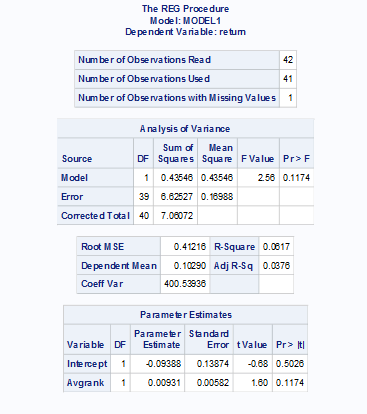 The REG Procedure
Model: MODEL1
Dependent Variable: return
Number of Observations Read 42
Number of Observations Used 41
Number of Observations with Missing Values 1
Analysis of Variance
Source DF Sum of Squares Mean Square F Value Pr > F
Model 1 0.43546 0.43546 2.56 0.1174
Error 39 6.62527 0.16988
Corrected Total 40 7.06072
Root MSE 0.41216 R-Square 0.0617
Dependent Mean 0.10290 Adj R-Sq 0.0376
Coeff Var 400.53936
Parameter Estimates
Variable DF Parameter Estimate Standard Error t Value Pr > |t|
Intercept 1 -0.09388 0.13874 -0.68 0.5026
Avgrank 1 0.00931 0.00582 1.60 0.1174